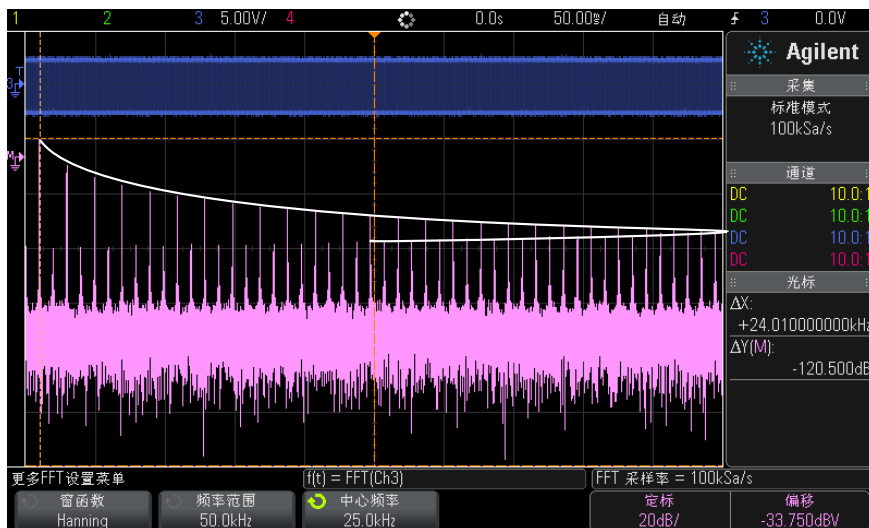 1 2 3 5.00V/ 4 0.0s 50.00㎳/ 自动 3 0.0V
T
3
M
Agilent
采集
标准模式
100kSa/s
通道
DC 10.0:1
DC 10.0:1
DC 10.0:1
DC 10.0:1
光标
ΔX:
+24.010000000kHz
ΔY(M):
-120.500dB
更多FFT设置菜单 f(t) = FFT(Ch3) FFT 采样率 = 100kSa/s
窗函数 频率范围 中心频率 定标 偏移
Hanning 50.0kHz 25.0kHz 20dB/ -33.750dBV